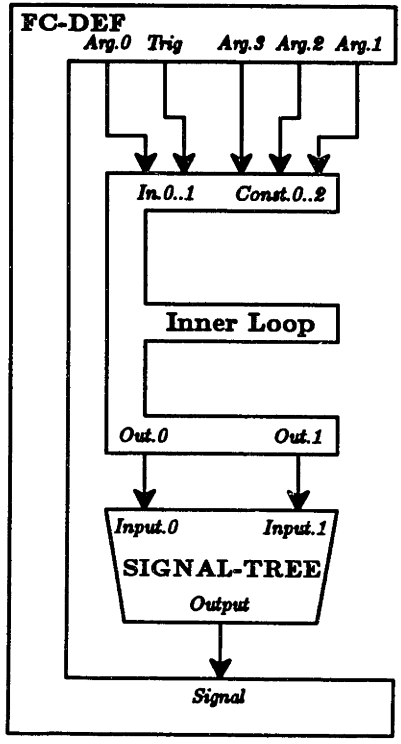 FC-DEF
Arg.0 Trig Arg.3 Arg.2 Arg.1
In.0..1 Const.0..2
Inner Loop
Out.0 Out.1
Input.0 Input.1
SIGNAL-TREE
Output
Signal